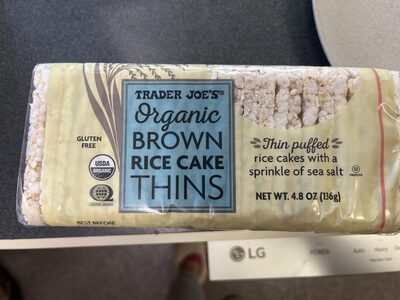 TRADER JOE'S®
Organic
BROWN
RICE CAKE
THINS
GLUTEN
FREE
USDA
ORGANIC
Thin puffed
rice cakes with a
sprinkle of sea salt
NET WT. 4.8 OZ (136g)
BEST BEFORE
LG
POWER